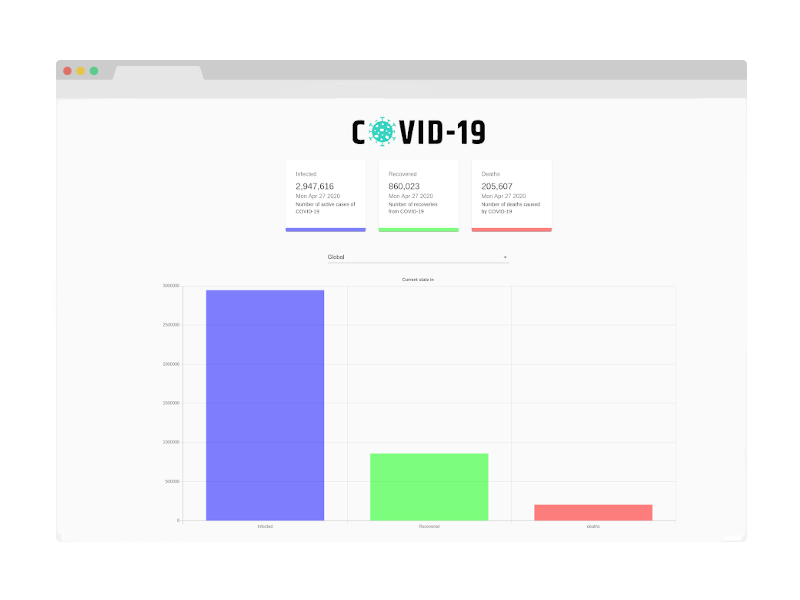 COVID-19
Infected
2,947,616
Mon Apr 27 2020
Number of active cases of
COVID-19
Recovered
860,023
Mon Apr 27 2020
Number of recoveries
from COVID-19
Deaths
205,607
Mon Apr 27 2020
Number of deaths caused
by COVID-19
Global
Current state in
3000000
2500000
2000000
1500000
1000000
500000
0
Infected
Recovered
deaths